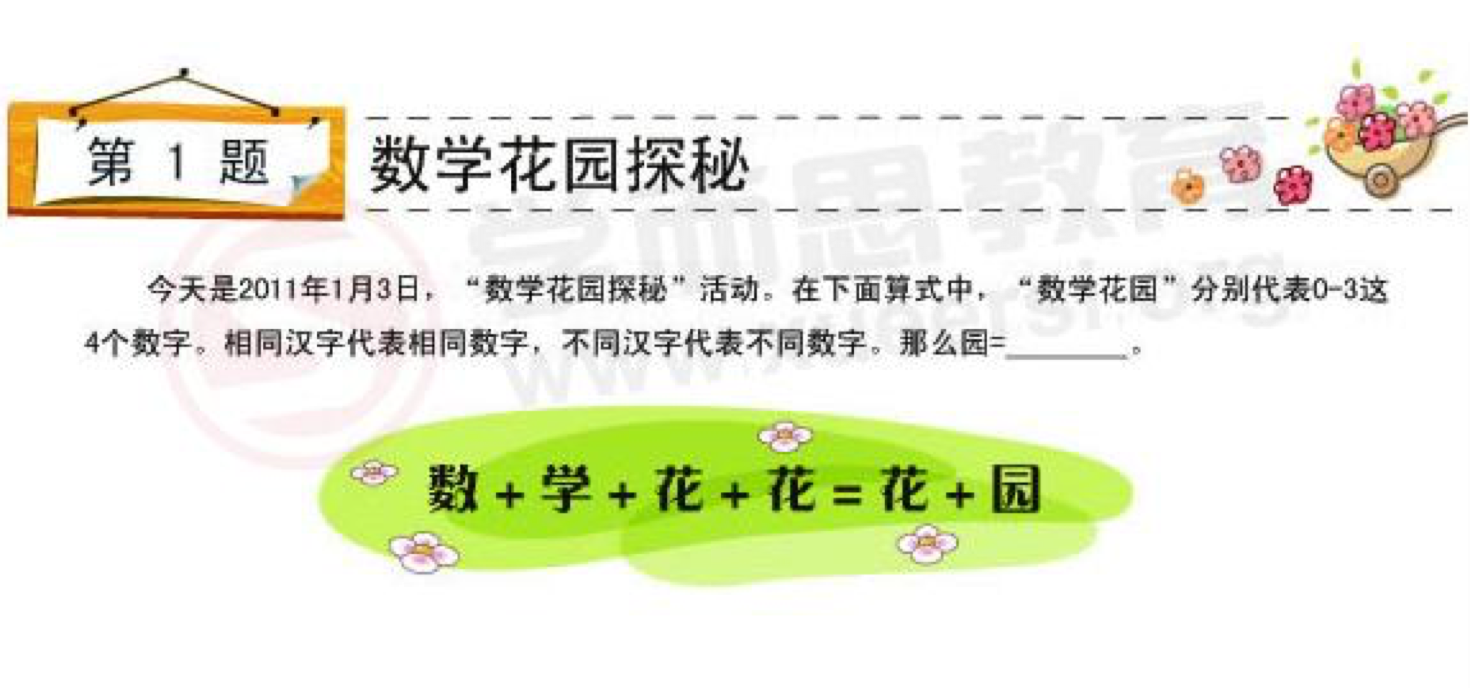 第 1 题
数学花园探秘
今天是2011年1月3日，“数学花园探秘”活动。在下面算式中，“数学花园”分别代表0-3这
4个数字。相同汉字代表相同数字，不同汉字代表不同数字。那么园=________。
数+学+花+花=花+园
学而思教育
www.xueersi.org